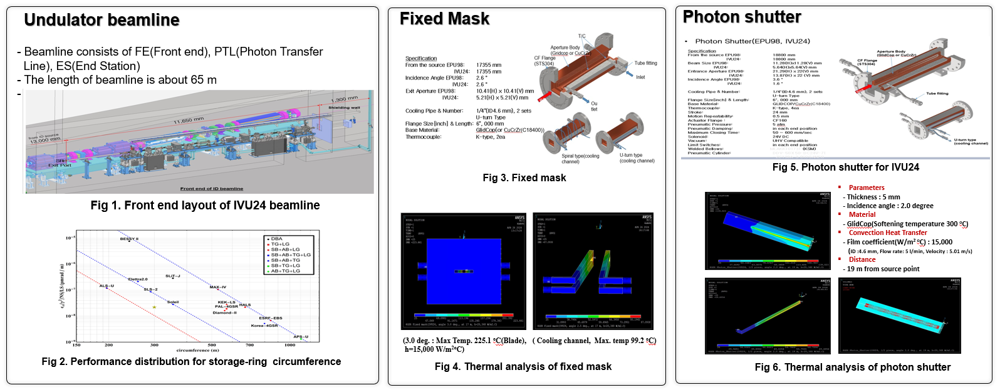 Undulator beamline
- Beamline consists of FE(Front end), PTL(Photon Transfer
Line), ES(End Station)
- The length of beamline is about 65 m
-
1,300 mm
Shielding wall
11,650 mm
from ID source
13,000 mm
SR
Exit Port
Front end of ID beamline
Fig 1. Front end layout of IVU24 beamline
BESSY II
Elettra2.0
SLiT-J
ALS-U
SLS-2
MAX-IV
Soleil
KEK-LS
PAL-4GSR
HALS
Diamond-II
ESRF-EBS
Korea-4GSR
APS-U
DBA
TG+LG
SB+AB+LG
SB+AB+TG+LG
SB+AB+TG
SB+TG+LG
AB+TG+LG
10⁻⁵
10⁻⁶
10⁻⁷
10⁻⁸
10⁻⁹
150 200 300 500 700 1000
circumference (m)
Fig 2. Performance distribution for storage-ring circumference
Fixed Mask
Specification
From the source EPU98: 17355 mm
IVU24: 17355 mm
Incidence Angle EPU98: 2.6 °
IVU24: 2.6 °
Exit Aperture EPU98: 10.41(H) x 10.41(V) mm
IVU24: 5.21(H) x 5.21(V) mm
Cooling Pipe & Number: 1/4"(ID4.6 mm), 2 sets
U-turn Type
Flange Size[inch] & Length: 6", 000 mm
Base Material: GlidCop(or CuCrZr(C18400))
Thermocouple: K-type, 2ea
T/C
Aperture Body
(Gridcop or CuCrZr)
CF Flange
(STS304)
Tube fitting
Inlet
Ou
tlet
Spiral type(cooling
channel)
U-turn type
(cooling channel)
Fig 3. Fixed mask
NODAL SOLUTION
ANSYS
NODAL SOLUTION
ANSYS
(3.0 deg. : Max Temp. 225.1 °C(Blade),
h=15,000 W/m²°C)
( Cooling channel, Max. temp 99.2 °C)
Fig 4. Thermal analysis of fixed mask
Photon shutter
• Photon Shutter(EPU98, IVU24)
Specification
From the source EPU98: 18800 mm
IVU24: 18800 mm
Beam Size EPU98: 11.28(H)x11.28(V) mm
IVU24: 5.64(H)x5.64(V) mm
Entrance Aperture EPU98: 21.29(H) x 22(V) mm
IVU24: 13.87(H) x 22 (V) mm
Incidence Angle EPU98: 3.6 °
IVU24: 1.6 °
Cooling Pipe & Number: 1/4"(ID4.6 mm), 2 sets
U-turn Type
Flange Size[inch] & Length: 6", 000 mm
Base Material: GLIDCOP/CuCrZr(C18400)
Thermocouple: K-type, 4ea
Stroke: 24 mm
Motion Repeatability: 0.5 mm
Actuator Flange: CF160
Pneumatic Pressure: 5 atm
Pneumatic Damping: in each end position
Maximum Closing Time: 50 ~ 600 mm/sec
Solenoid: 24V DC
Vacuum: UHV Compatible
Limit Switches: in each end position
Welded Bellows: (KSM)
Pneumatic Cylinder:
Aperture Body
(GlidCop or CuCrZr)
CF Flange
(STS304)
Tube fitting
U-turn type
(cooling channel)
Fig 5. Photon shutter for IVU24
NODAL SOLUTION
ANSYS
ANSYS
ANSYS
Parameters
- Thickness : 5 mm
- Incidence angle : 2.0 degree
Material
- GlidCop(Softening temperature 300 °C)
Convection Heat Transfer
- Film coefficient(W/m² °C) : 15,000
(ID :4.6 mm, Flow rate: 5 l/min, Velocity : 5.01 m/s)
Distance
- 19 m from source point
Fig 6. Thermal analysis of photon shutter